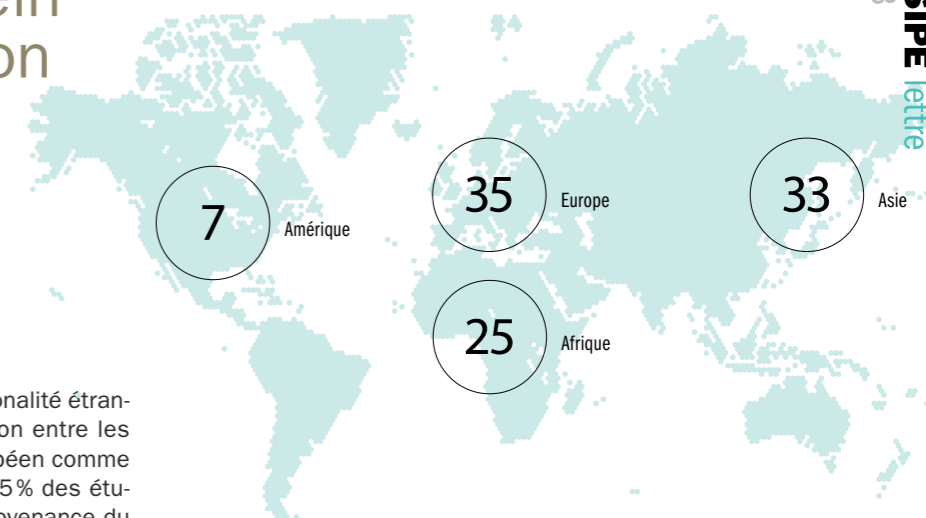 on
SIPE lettre
35
Europe
33
Asie
7
Amérique
25
Afrique
onalité étran-
on entre les
péen comme
5 % des étu-